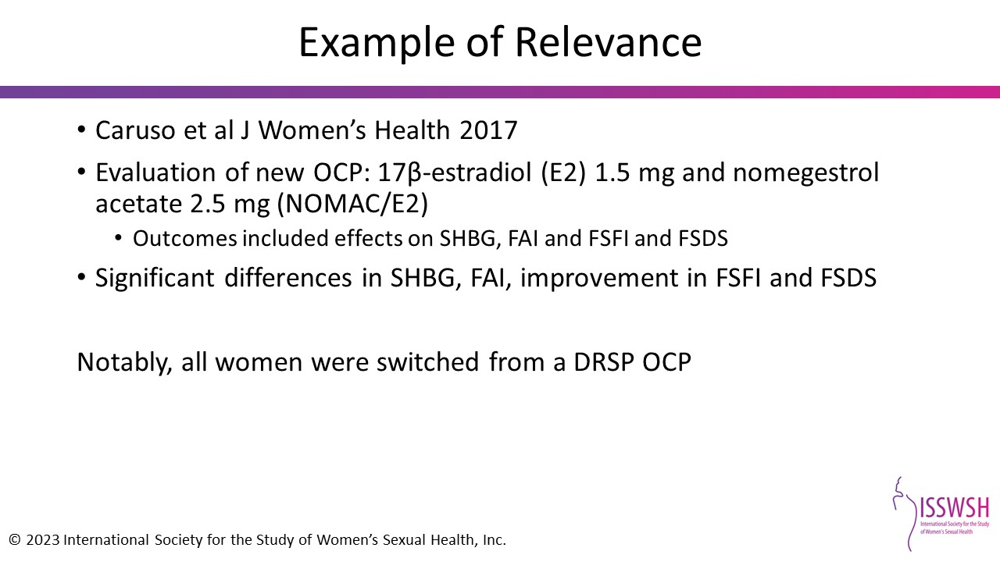 Example of Relevance
• Caruso et al J Women’s Health 2017
• Evaluation of new OCP: 17β-estradiol (E2) 1.5 mg and nomegestrol
acetate 2.5 mg (NOMAC/E2)
• Outcomes included effects on SHBG, FAI and FSFI and FSDS
• Significant differences in SHBG, FAI, improvement in FSFI and FSDS
Notably, all women were switched from a DRSP OCP
ISSWSH
International Society for the Study
of Women's Sexual Health
© 2023 International Society for the Study of Women’s Sexual Health, Inc.